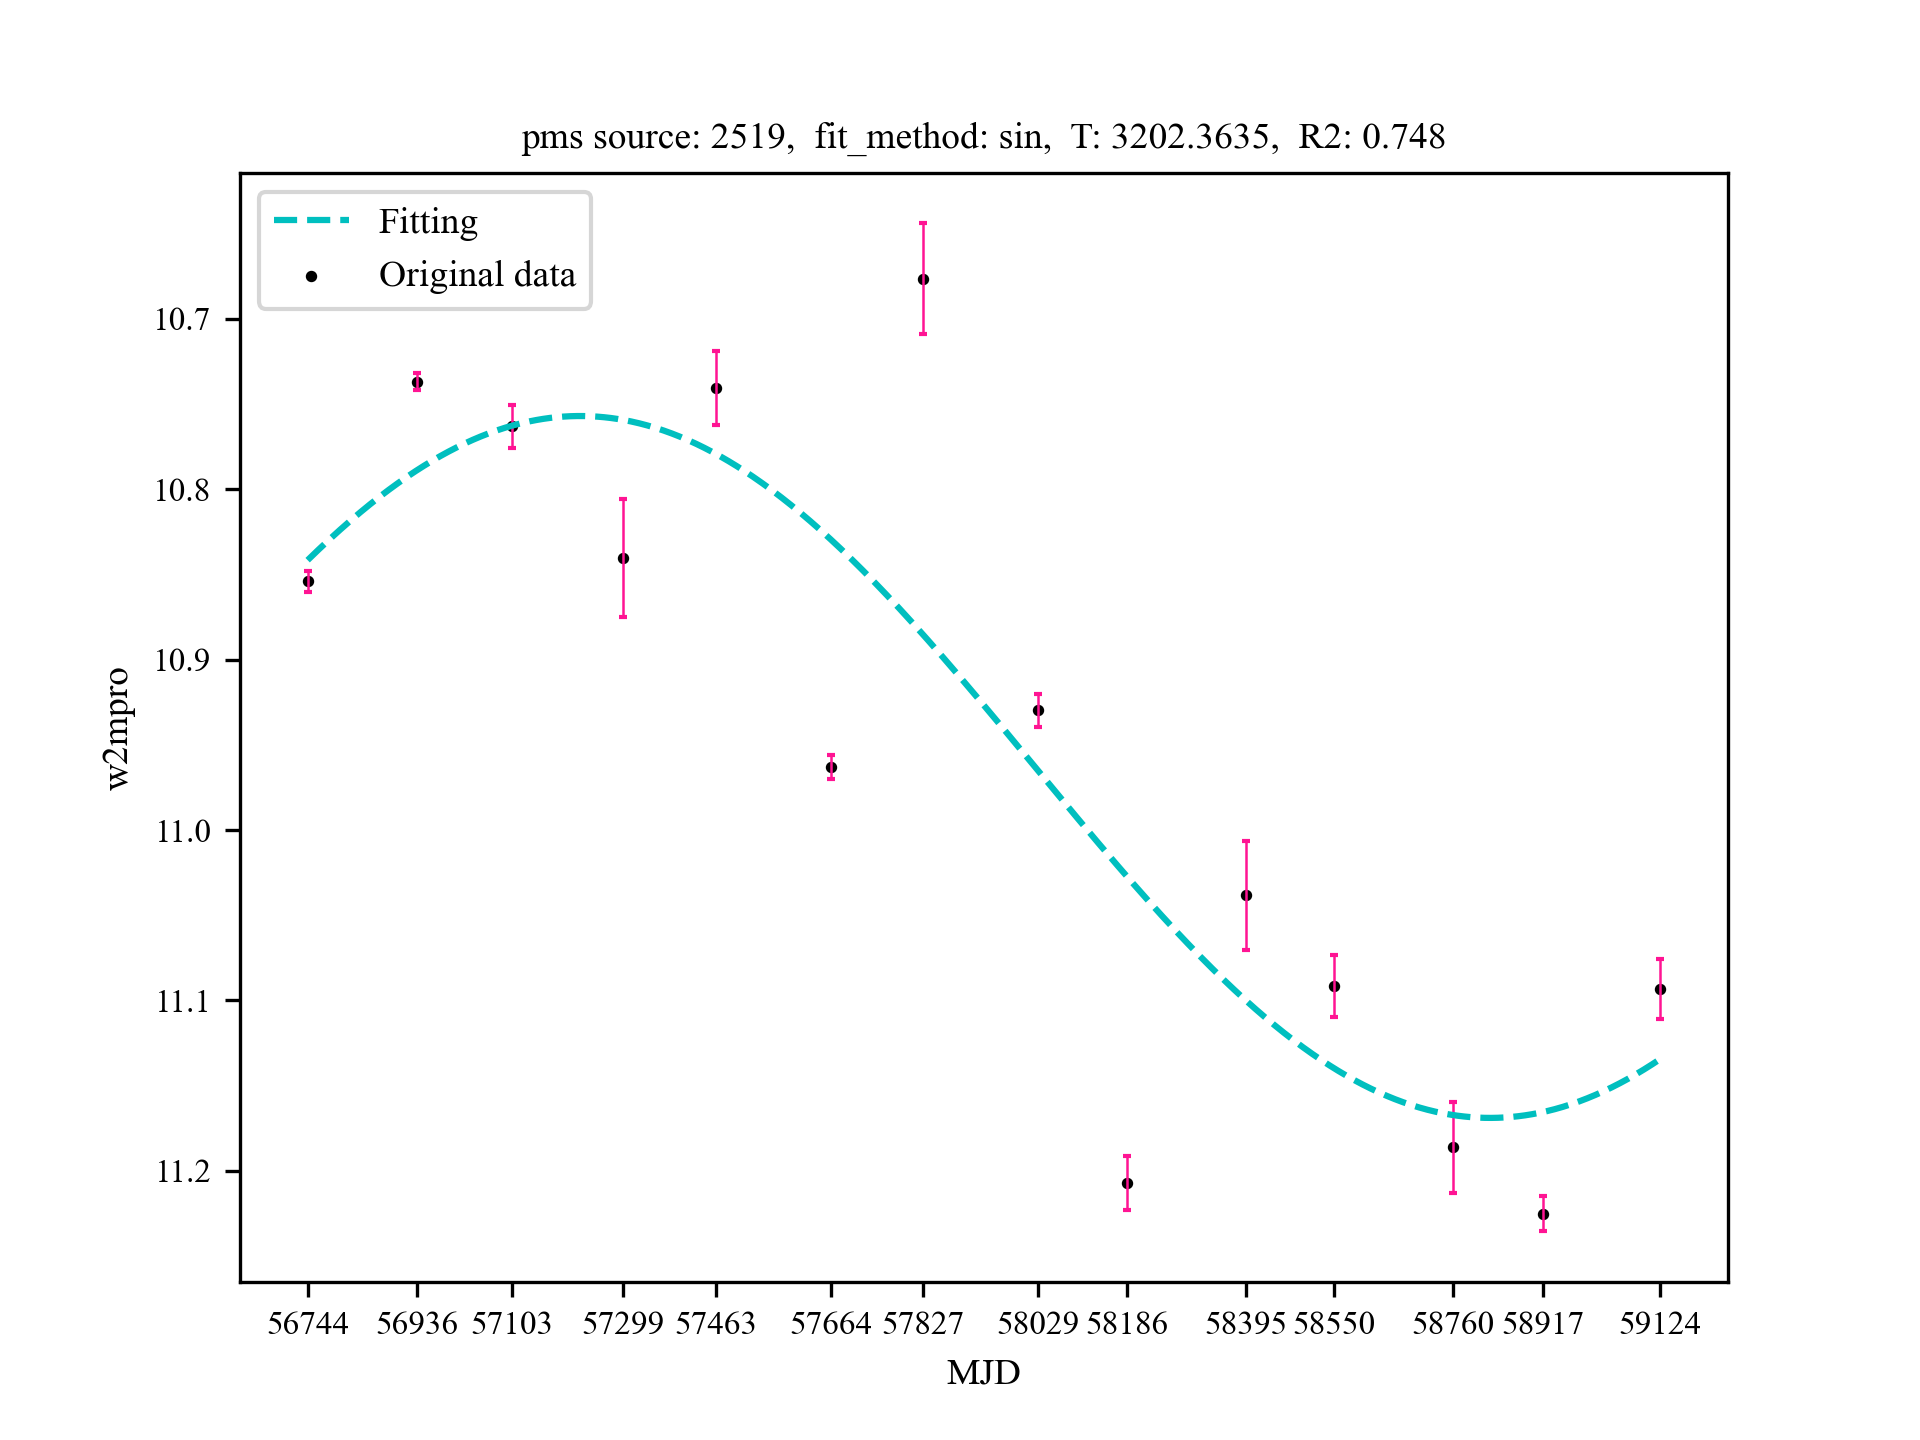 pms source: 2519,  fit_method: sin,  T: 3202.3635,  R2: 0.748
Fitting
Original data
10.7
10.8
10.9
11.0
11.1
11.2
w2mpro
56744 56936 57103 57299 57463 57664 57827 58029 58186 58395 58550 58760 58917 59124
MJD